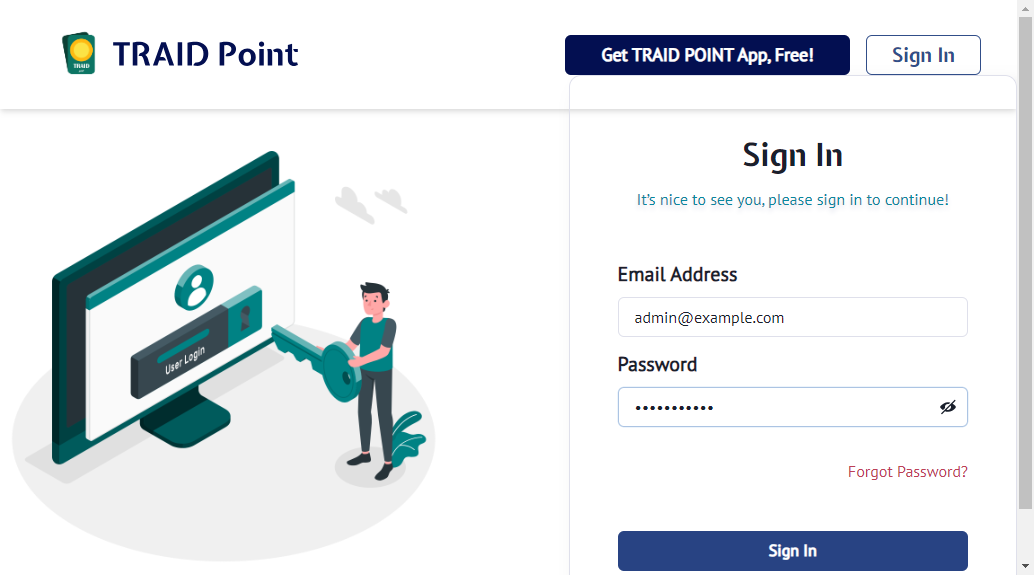 TRAID
TRAID Point
Get TRAID POINT App, Free!
Sign In
Sign In
It's nice to see you, please sign in to continue!
User Login
Email Address
admin@example.com
Password
•••••••••••
Forgot Password?
Sign In